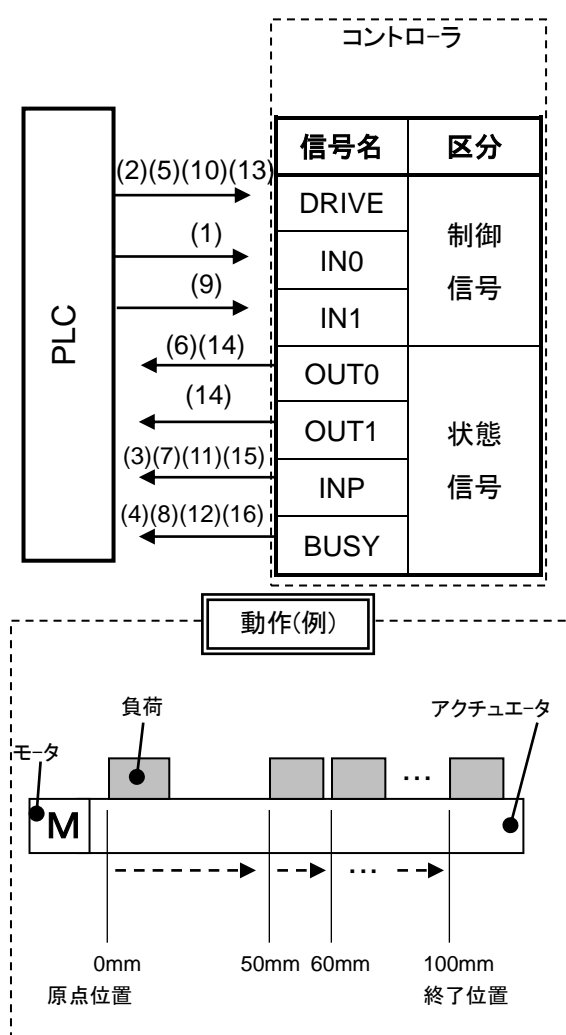 コントローラ
PLC
信号名 区分
(2)(5)(10)(13)
DRIVE
制御
信号
(1)
IN0
(9)
IN1
(6)(14)
OUT0
(14)
OUT1
状態
信号
(3)(7)(11)(15)
INP
(4)(8)(12)(16)
BUSY
動作(例)
負荷
アクチュエータ
モータ
...
M
...
0mm 50mm 60mm 100mm
原点位置 終了位置